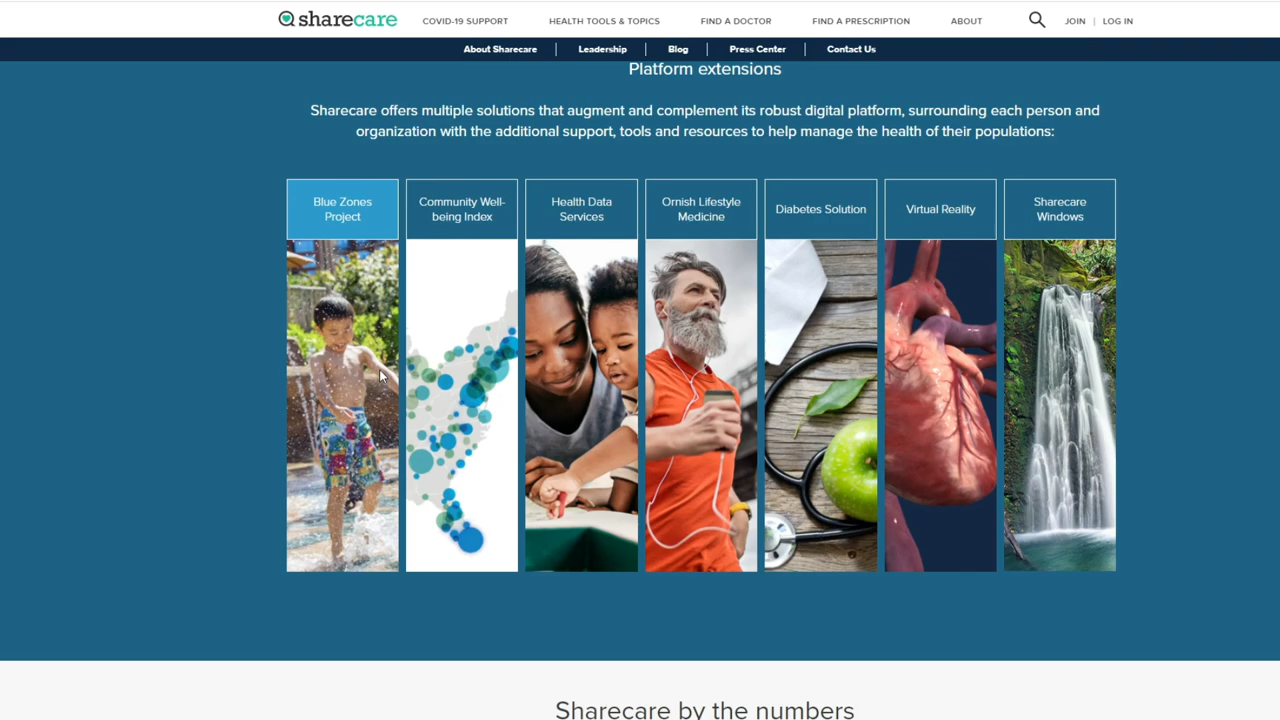 sharecare
COVID-19 SUPPORT
HEALTH TOOLS & TOPICS
FIND A DOCTOR
FIND A PRESCRIPTION
ABOUT
JOIN | LOG IN
About Sharecare
Leadership
Blog
Press Center
Contact Us
Platform extensions
Sharecare offers multiple solutions that augment and complement its robust digital platform, surrounding each person and
organization with the additional support, tools and resources to help manage the health of their populations:
Blue Zones
Project
Community Well-
being Index
Health Data
Services
Ornish Lifestyle
Medicine
Diabetes Solution
Virtual Reality
Sharecare
Windows
Sharecare by the numbers